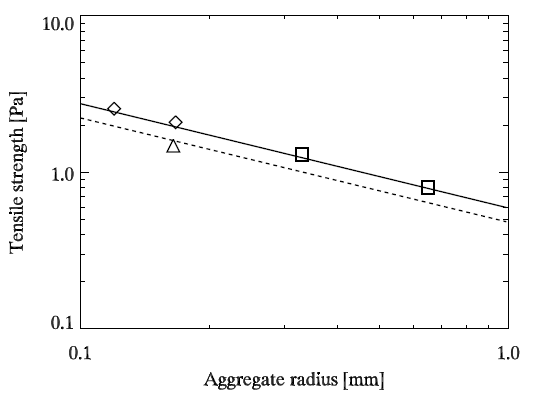 10.0
1.0
0.1
Tensile strength [Pa]
0.1
1.0
Aggregate radius [mm]